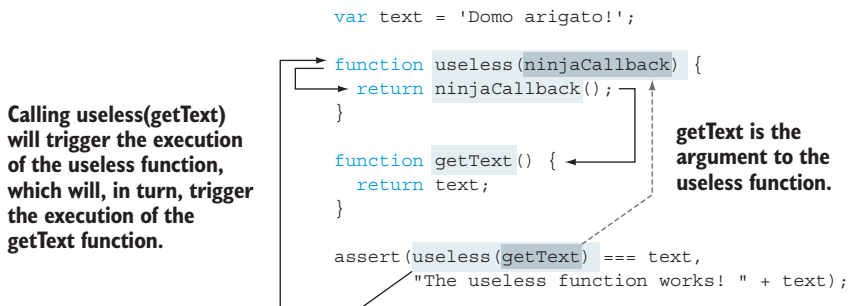 var text = 'Domo arigato!';
function useless(ninjaCallback) {
return ninjaCallback();
}
function getText() {
return text;
}
assert(useless(getText) === text,
"The useless function works! " + text);
Calling useless(getText)
will trigger the execution
of the useless function,
which will, in turn, trigger
the execution of the
getText function.
getText is the
argument to the
useless function.